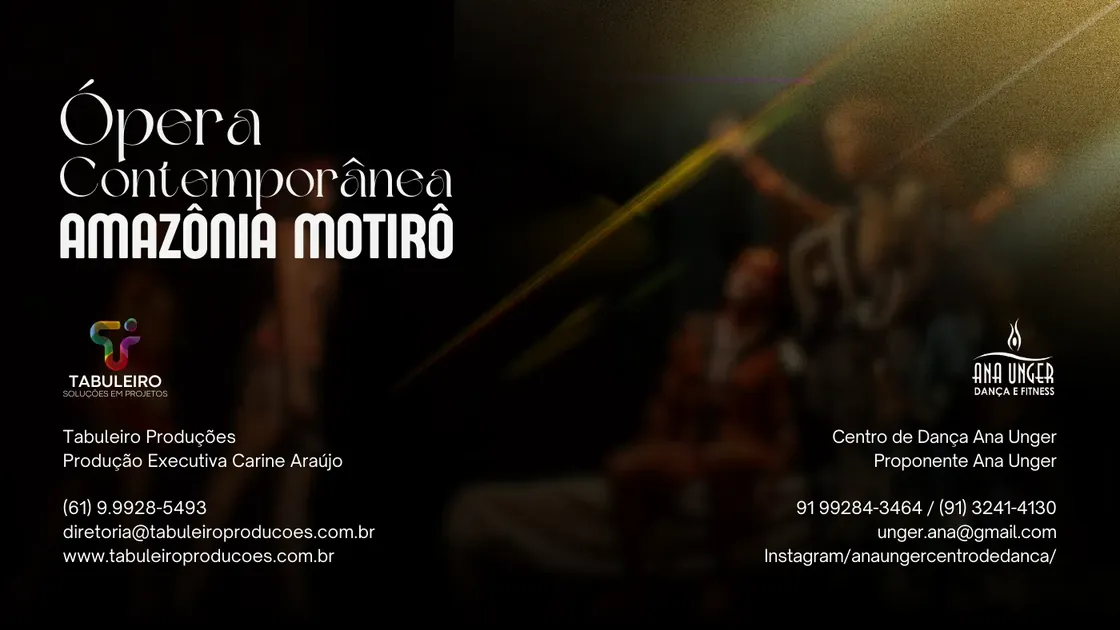 Ópera
Contemporânea
AMAZÔNIA MOTIRÔ
TABULEIRO
SOLUÇÕES EM PROJETOS
Tabuleiro Produções
Produção Executiva Carine Araújo
(61) 9.9928-5493
diretoria@tabuleiroproducoes.com.br
www.tabuleiroproducoes.com.br
ANA UNGER
DANÇA E FITNESS
Centro de Dança Ana Unger
Proponente Ana Unger
91 99284-3464 / (91) 3241-4130
unger.ana@gmail.com
Instagram/anaungercentrodedanca/